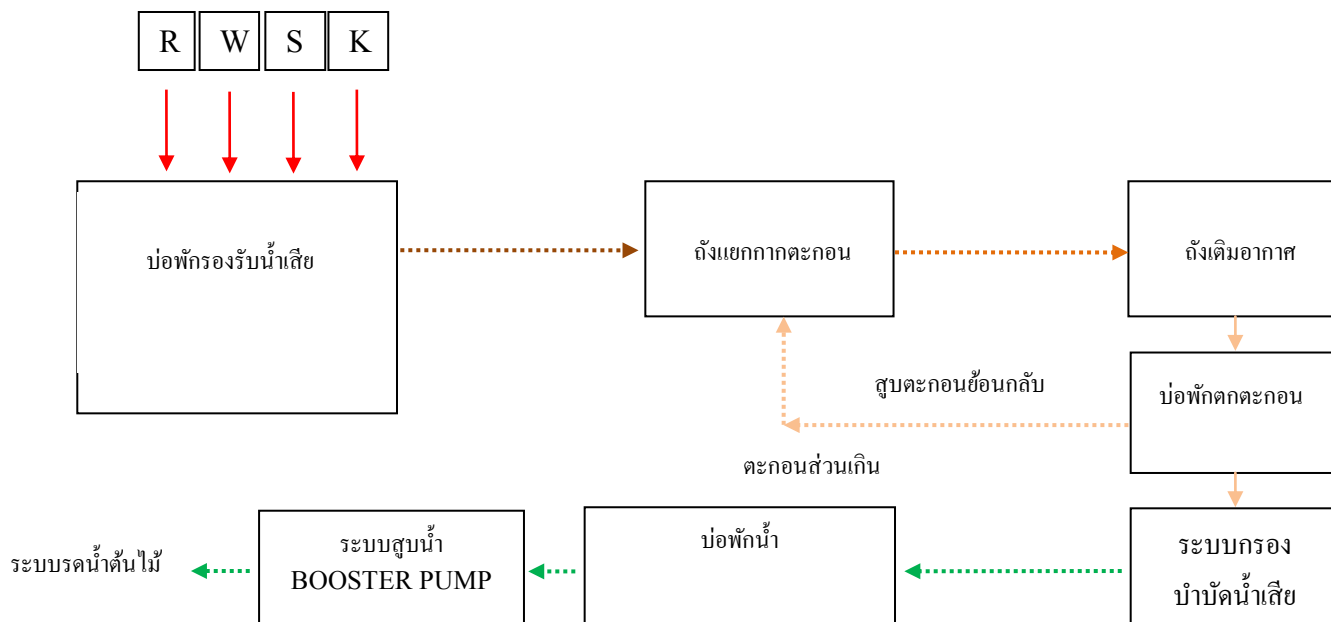 R W S K
บ่อพักรองรับน้ำเสีย
ถังแยกกากตะกอน
ถังเติมอากาศ
สูบตะกอนย้อนกลับ
บ่อพักตกตะกอน
ตะกอนส่วนเกิน
ระบบรดน้ำต้นไม้
ระบบสูบน้ำ
BOOSTER PUMP
บ่อพักน้ำ
ระบบกรอง
บำบัดน้ำเสีย